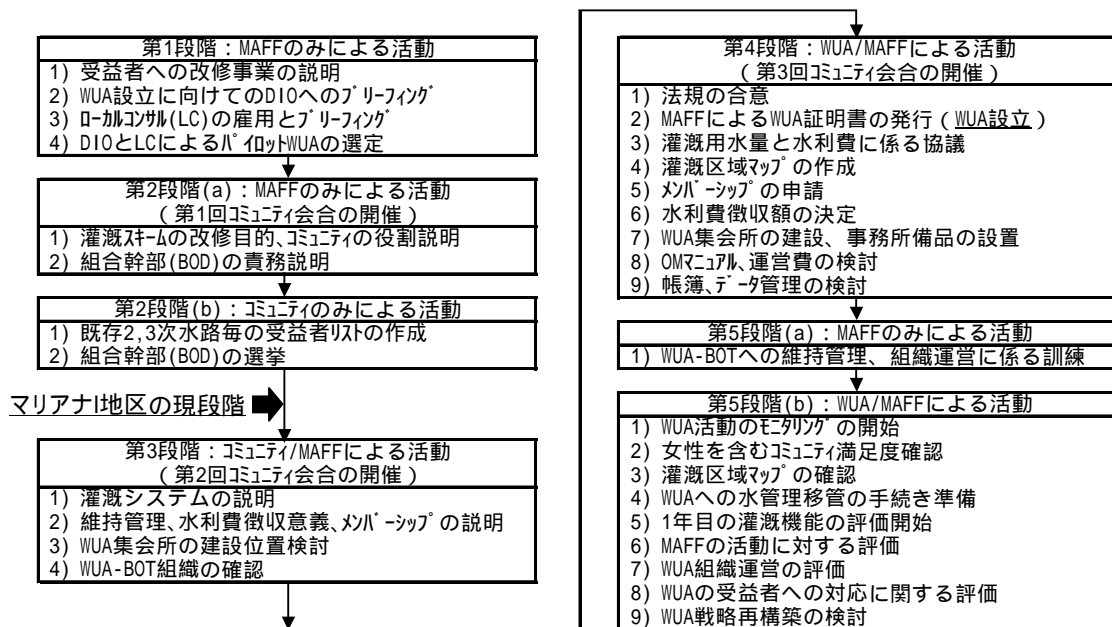 第1段階：MAFFのみによる活動
1) 受益者への改修事業の説明
2) WUA設立に向けてのDIOへのブリーフィング
3) ローカルコンサル(LC)の雇用とブリーフィング
4) DIOとLCによるパイロットWUAの選定
第2段階(a)：MAFFのみによる活動
（第1回コミュニティ会合の開催）
1) 灌漑スキームの改修目的、コミュニティの役割説明
2) 組合幹部(BOD)の責務説明
第2段階(b)：コミュニティのみによる活動
1) 既存2,3次水路毎の受益者リストの作成
2) 組合幹部(BOD)の選挙
マリアナI地区の現段階
第3段階：コミュニティ/MAFFによる活動
（第2回コミュニティ会合の開催）
1) 灌漑システムの説明
2) 維持管理、水利費徴収意義、メンバーシップの説明
3) WUA集会所の建設位置検討
4) WUA-BOT組織の確認
第4段階：WUA/MAFFによる活動
（第3回コミュニティ会合の開催）
1) 法規の合意
2) MAFFによるWUA証明書の発行（WUA設立）
3) 灌漑用水量と水利費に係る協議
4) 灌漑区域マップの作成
5) メンバーシップの申請
6) 水利費徴収額の決定
7) WUA集会所の建設、事務所備品の設置
8) OMマニュアル、運営費の検討
9) 帳簿、データ管理の検討
第5段階(a)：MAFFのみによる活動
1) WUA-BOTへの維持管理、組織運営に係る訓練
第5段階(b)：WUA/MAFFによる活動
1) WUA活動のモニタリングの開始
2) 女性を含むコミュニティ満足度確認
3) 灌漑区域マップの確認
4) WUAへの水管理移管の手続き準備
5) 1年目の灌漑機能の評価開始
6) MAFFの活動に対する評価
7) WUA組織運営の評価
8) WUAの受益者への対応に関する評価
9) WUA戦略再構築の検討